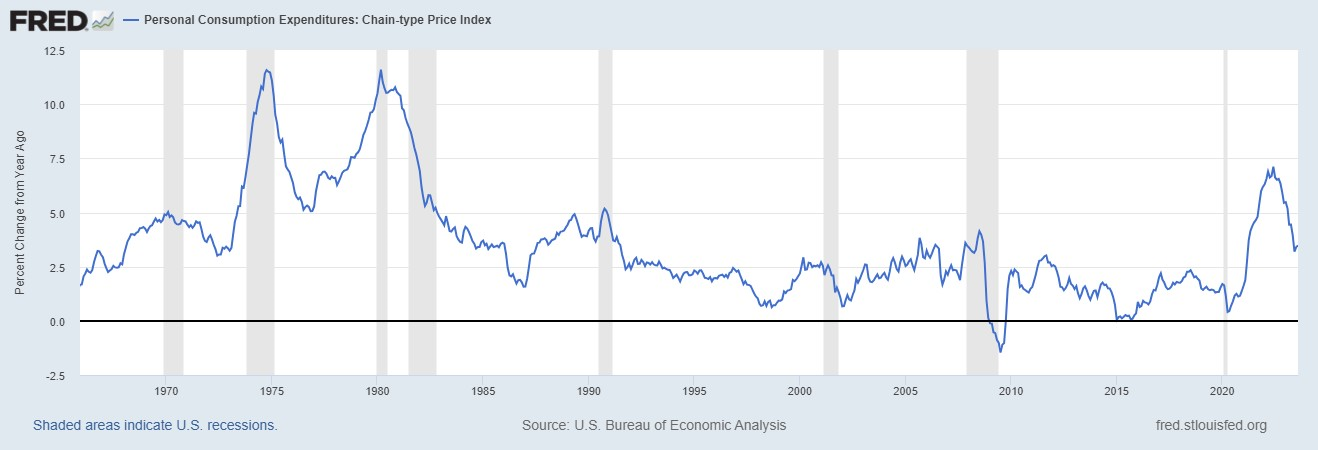 FRED
Personal Consumption Expenditures: Chain-type Price Index
12.5
10.0
7.5
5.0
2.5
0.0
-2.5
Percent Change from Year Ago
1970 1975 1980 1985 1990 1995 2000 2005 2010 2015 2020
Shaded areas indicate U.S. recessions. Source: U.S. Bureau of Economic Analysis fred.stlouisfed.org